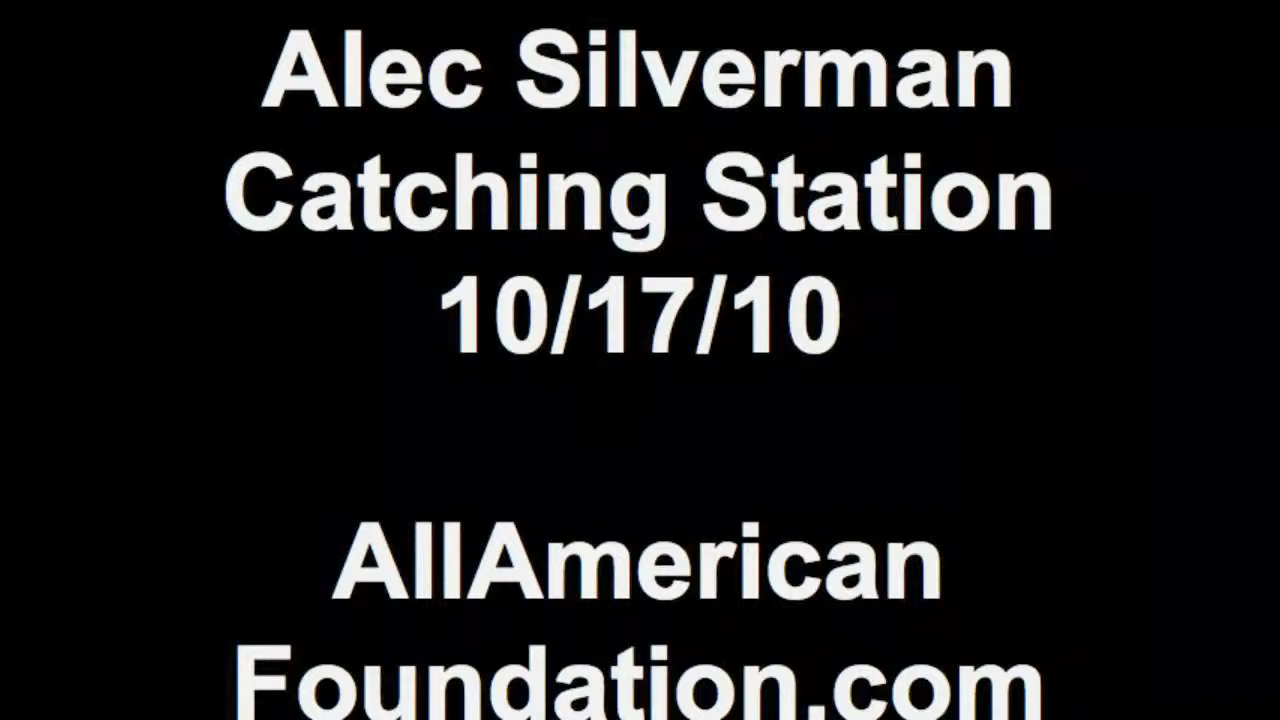 Alec Silverman
Catching Station
10/17/10
AllAmerican
Foundation.com